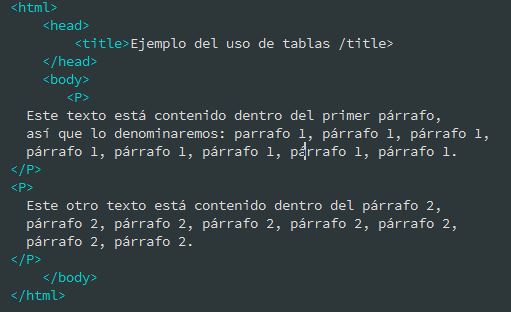 <html>
<head>
<title>Ejemplo del uso de tablas /title>
</head>
<body>
<P>
Este texto está contenido dentro del primer párrafo,
así que lo denominaremos: parrafo 1, párrafo 1, párrafo 1,
párrafo 1, párrafo 1, párrafo 1, párrafo 1, párrafo 1.
</P>
<P>
Este otro texto está contenido dentro del párrafo 2,
párrafo 2, párrafo 2, párrafo 2, párrafo 2, párrafo 2,
párrafo 2, párrafo 2.
</P>
</body>
</html>